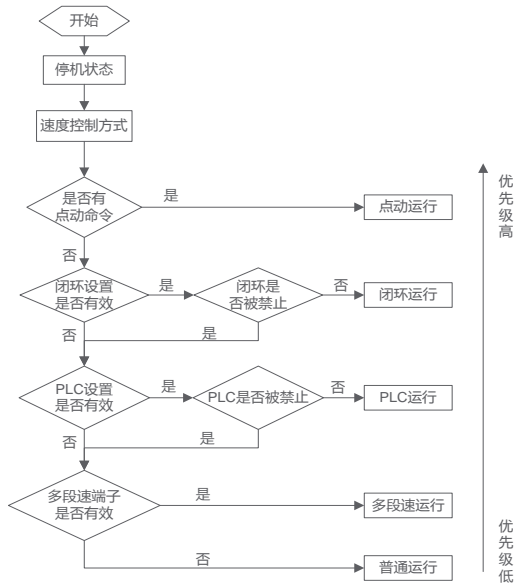 开始
停机状态
速度控制方式
是否有
点动命令
是
点动运行
优
先
级
高
否
闭环设置
是否有效
是
闭环是
否被禁止
否
闭环运行
否
是
PLC设置
是否有效
是
PLC是否被禁止
否
PLC运行
否
是
多段速端子
是否有效
是
多段速运行
否
普通运行
优
先
级
低